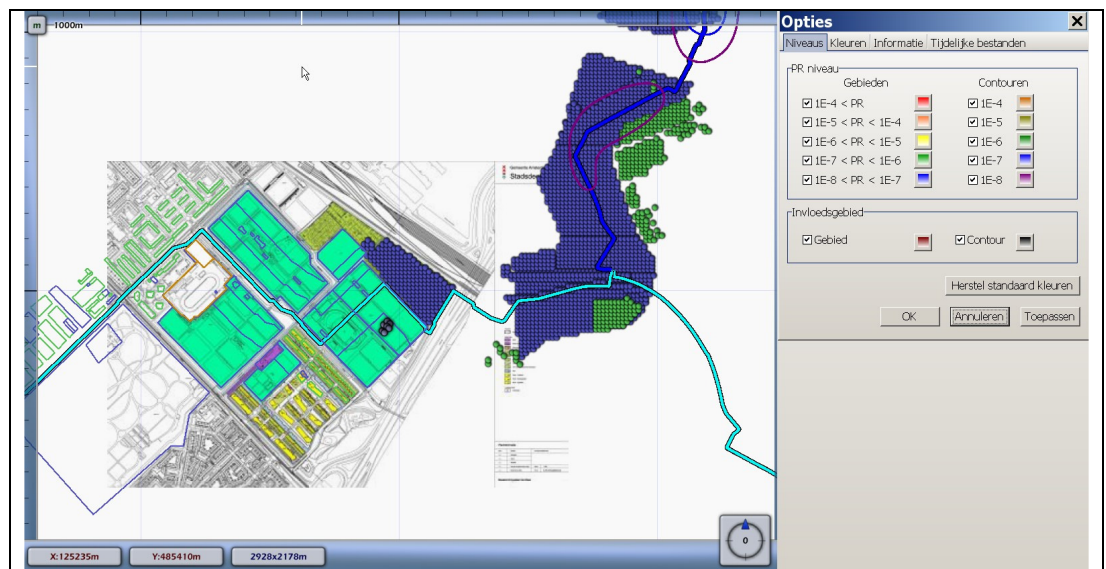 m
1000m
Gemeente Amster
Stadsdee
X:125235m
Y:485410m
2928x2178m
0
Opties
Niveaus Kleuren Informatie Tijdelijke bestanden
PR niveau
Gebieden Contouren
1E-4 < PR 1E-4
1E-5 < PR < 1E-4 1E-5
1E-6 < PR < 1E-5 1E-6
1E-7 < PR < 1E-6 1E-7
1E-8 < PR < 1E-7 1E-8
Invloedsgebied
Gebied Contour
Herstel standaard kleuren
OK Annuleren Toepassen